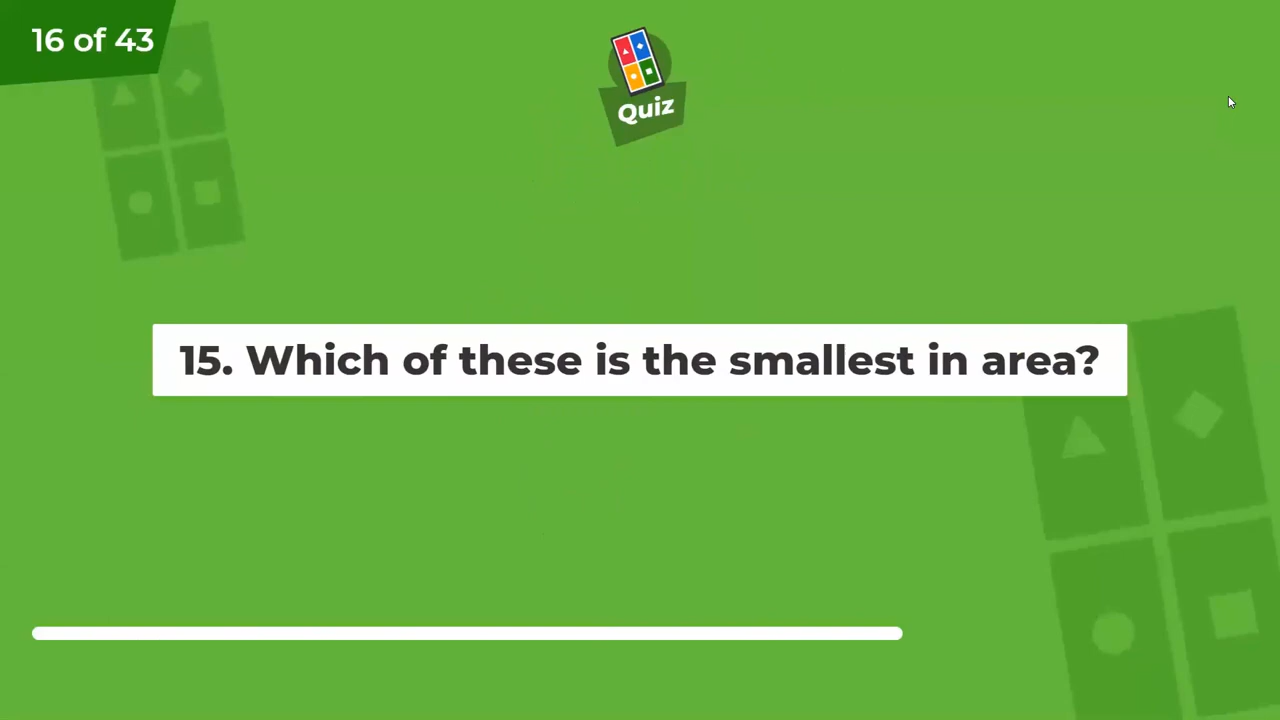 16 of 43
Quiz
15. Which of these is the smallest in area?